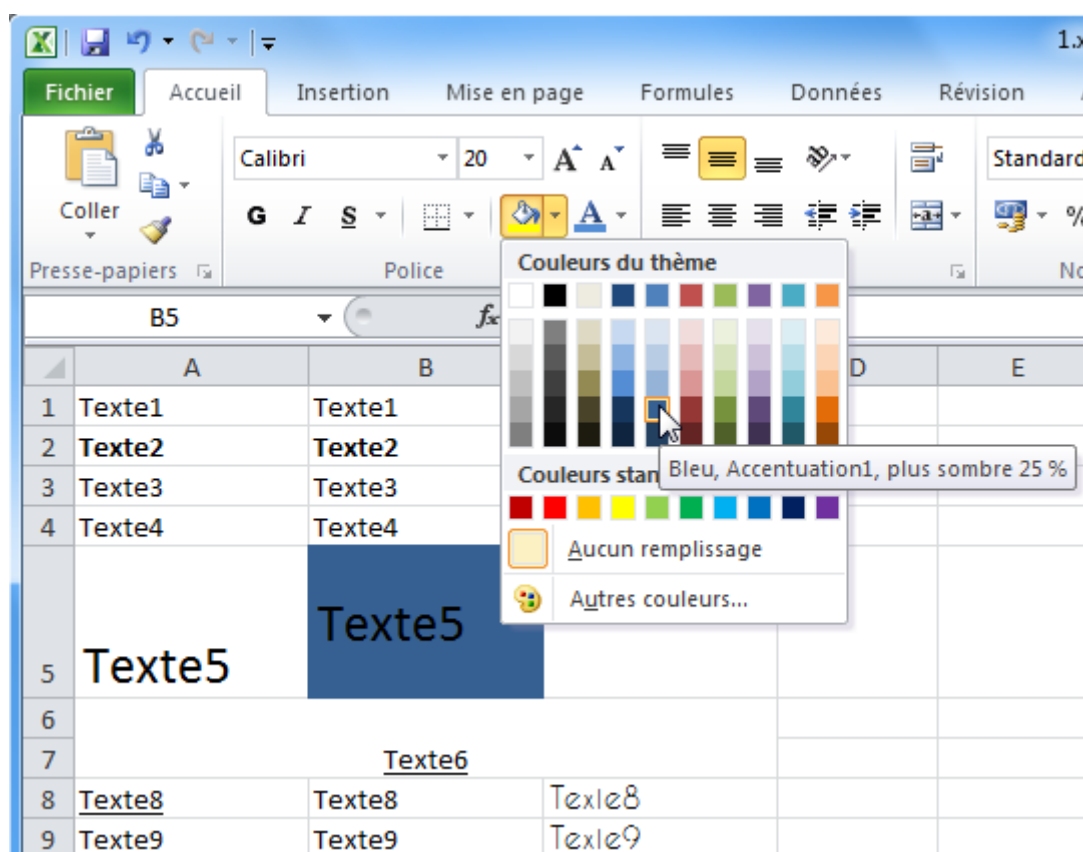 1.x
Fichier Accueil Insertion Mise en page Formules Données Révision
Calibri 20 A A Standard
Coller G I S A %
Presse-papiers Police No
B5 fx
Couleurs du thème
A B D E
1 Texte1 Texte1
2 Texte2 Texte2
3 Texte3 Texte3
Bleu, Accentuation1, plus sombre 25 %
Couleurs stan
4 Texte4 Texte4
Aucun remplissage
Autres couleurs...
5 Texte5 Texte5
6
7 Texte6
8 Texte8 Texte8 Texte8
9 Texte9 Texte9 Texte9